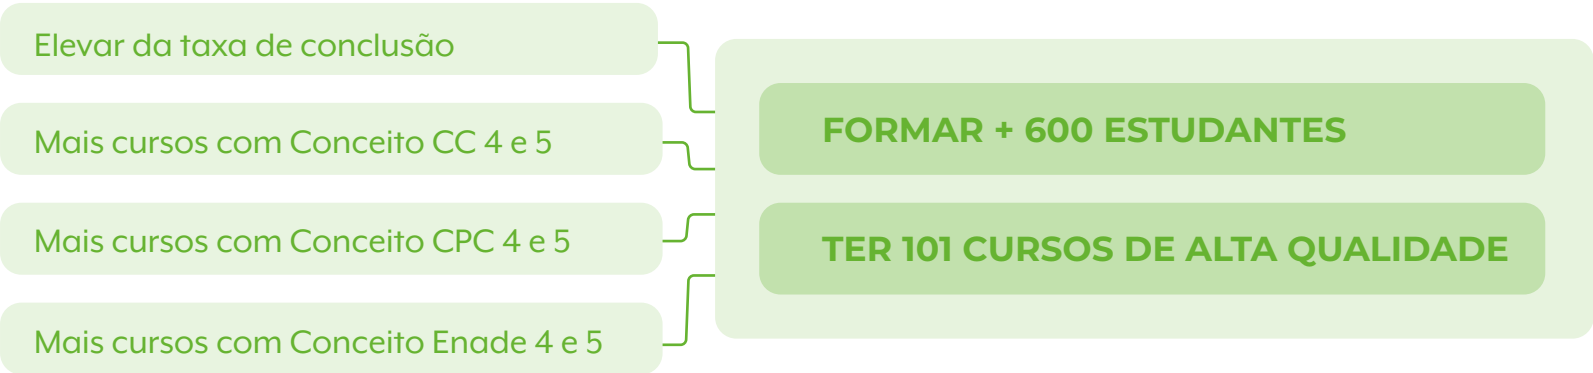 Elevar da taxa de conclusão
Mais cursos com Conceito CC 4 e 5
Mais cursos com Conceito CPC 4 e 5
Mais cursos com Conceito Enade 4 e 5
FORMAR + 600 ESTUDANTES
TER 101 CURSOS DE ALTA QUALIDADE